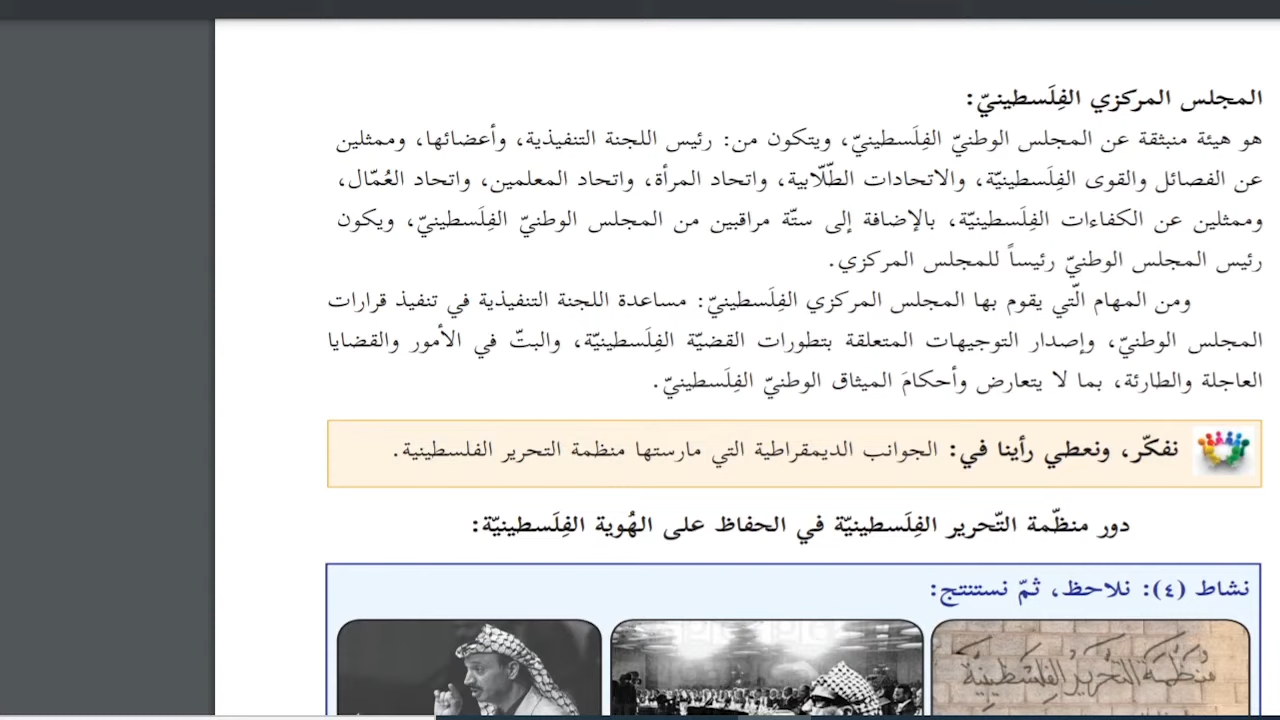 المجلس المركزي الفِلَسطينيّ:
هو هيئة منبثقة عن المجلس الوطنيّ الفِلَسطينيّ، ويتكون من: رئيس اللجنة التنفيذية، وأعضائها، وممثلين
عن الفصائل والقوى الفِلَسطينيّة، والاتحادات الطّلّابية، واتحاد المرأة، واتحاد المعلمين، واتحاد العُمّال،
وممثلين عن الكفاءات الفِلَسطينيّة، بالإضافة إلى ستّة مراقبين من المجلس الوطنيّ الفِلَسطينيّ، ويكون
رئيس المجلس الوطنيّ رئيساً للمجلس المركزي.
ومن المهام الّتي يقوم بها المجلس المركزي الفِلَسطينيّ: مساعدة اللجنة التنفيذية في تنفيذ قرارات
المجلس الوطنيّ، وإصدار التوجيهات المتعلقة بتطورات القضيّة الفِلَسطينيّة، والبتّ في الأمور والقضايا
العاجلة والطارئة، بما لا يتعارض وأحكامَ الميثاق الوطنيّ الفِلَسطينيّ.
نفكّر، ونعطي رأينا في: الجوانب الديمقراطية التي مارستها منظمة التحرير الفلسطينية.
دور منظّمة التّحرير الفِلَسطينيّة في الحفاظ على الهُوية الفِلَسطينيّة:
نشاط (٤): نلاحظ، ثمّ نستنتج:
مُنظَّمَة التَّحْرير الفِلِسْطينِيَّة